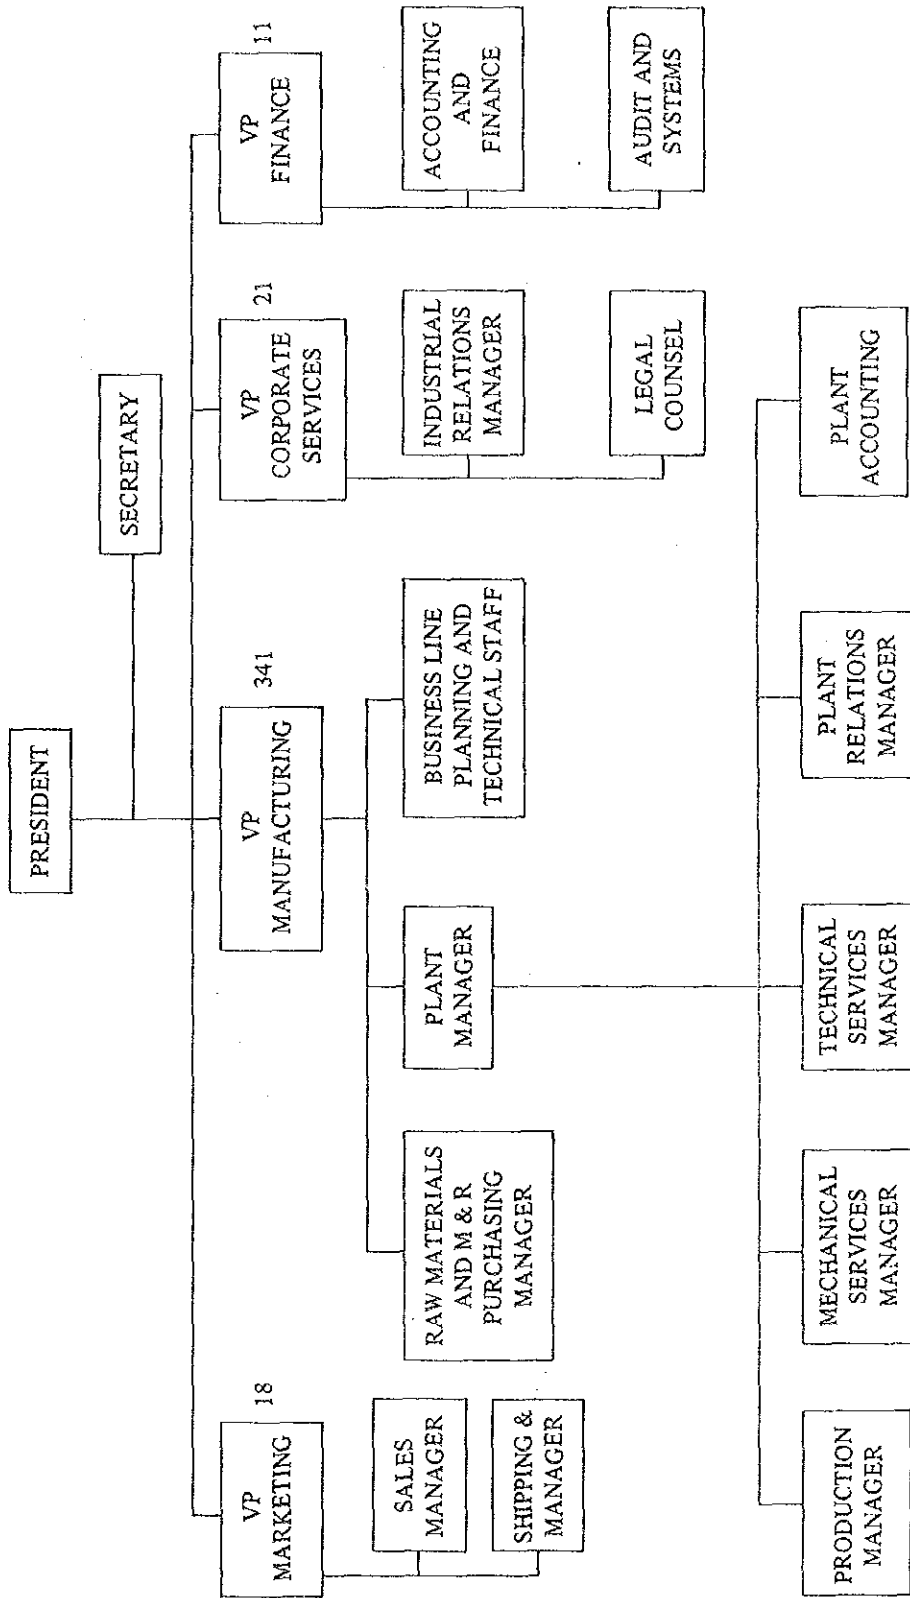 PRESIDENT
SECRETARY
VP
MARKETING
18
VP
MANUFACTURING
341
VP
CORPORATE
SERVICES
21
VP
FINANCE
11
SALES
MANAGER
SHIPPING &
MANAGER
RAW MATERIALS
AND M & R
PURCHASING
MANAGER
PLANT
MANAGER
BUSINESS LINE
PLANNING AND
TECHNICAL STAFF
INDUSTRIAL
RELATIONS
MANAGER
LEGAL
COUNSEL
ACCOUNTING
AND
FINANCE
AUDIT AND
SYSTEMS
PRODUCTION
MANAGER
MECHANICAL
SERVICES
MANAGER
TECHNICAL
SERVICES
MANAGER
PLANT
RELATIONS
MANAGER
PLANT
ACCOUNTING